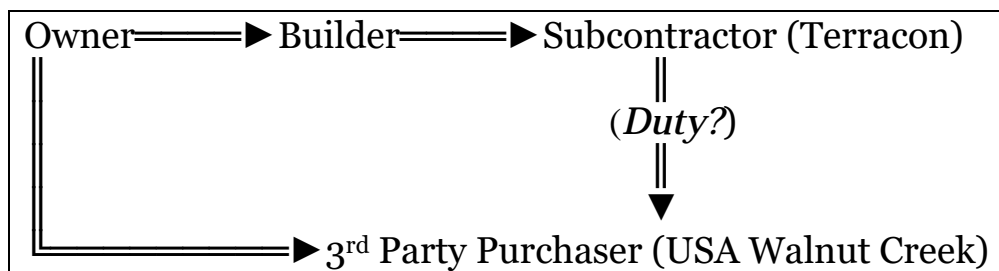 Owner Builder Subcontractor (Terracon)
(Duty?)
3rd Party Purchaser (USA Walnut Creek)